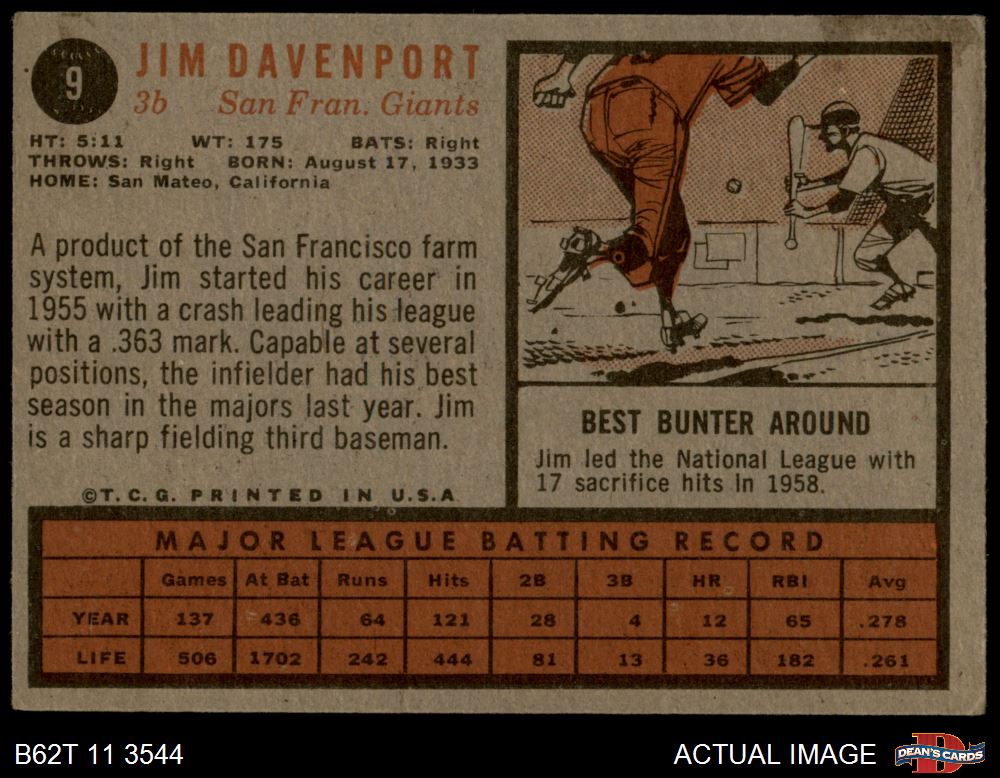 9
JIM DAVENPORT
3b San Fran. Giants
HT: 5:11 WT: 175 BATS: Right
THROWS: Right BORN: August 17, 1933
HOME: San Mateo, California
A product of the San Francisco farm
system, Jim started his career in
1955 with a crash leading his league
with a .363 mark. Capable at several
positions, the infielder had his best
season in the majors last year. Jim
is a sharp fielding third baseman.
©T.C.G. PRINTED IN U.S.A
BEST BUNTER AROUND
Jim led the National League with
17 sacrifice hits in 1958.
MAJOR LEAGUE BATTING RECORD
Games At Bat Runs Hits 2B 3B HR RBI Avg
YEAR 137 436 64 121 28 4 12 65 .278
LIFE 506 1702 242 444 81 13 36 182 .261
B62T 11 3544 ACTUAL IMAGE DEAN'S CARDS